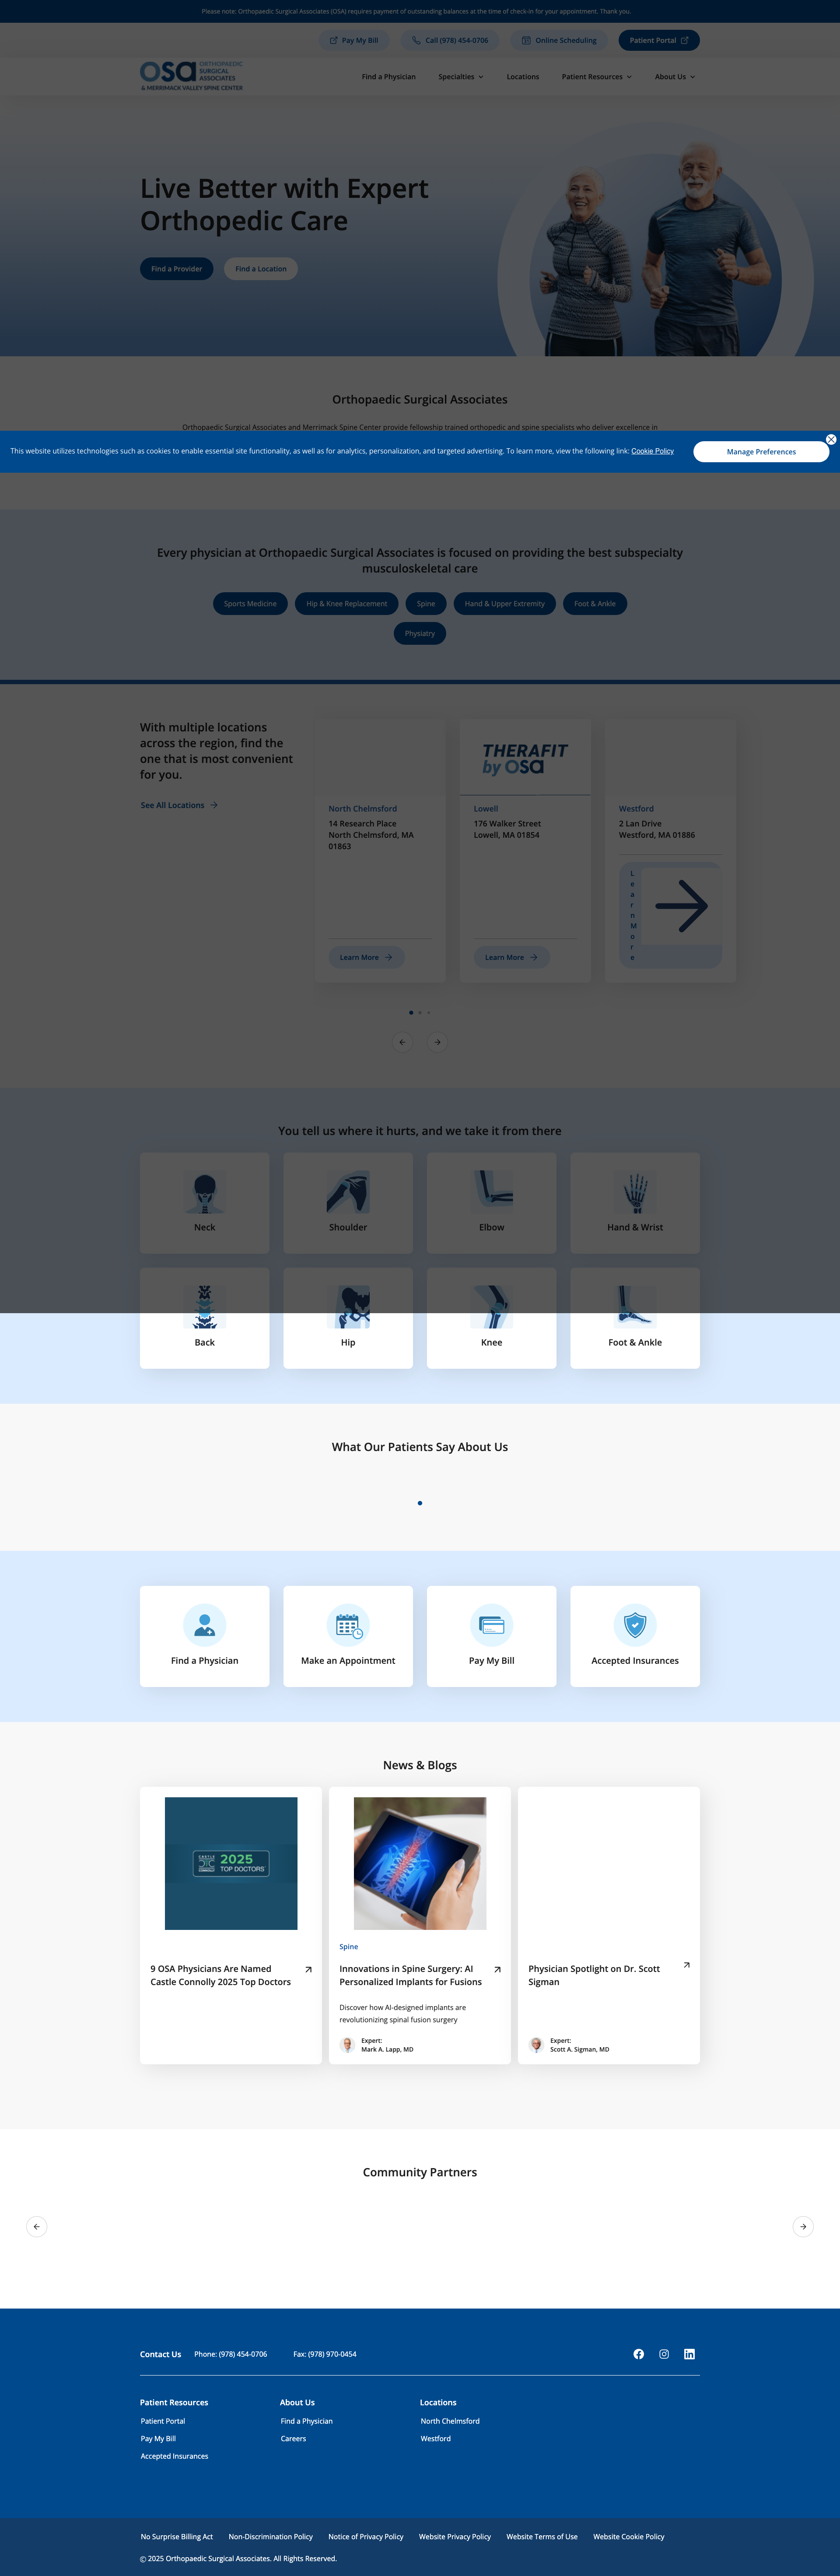 Please note: Orthopaedic Surgical Associates (OSA) requires payment of outstanding balances at the time of check-in for your appointment. Thank you.
Pay My Bill
Call (978) 454-0706
Online Scheduling
Patient Portal
osa ORTHOPAEDIC
SURGICAL
ASSOCIATES
& MERRIMACK VALLEY SPINE CENTER
Find a Physician
Specialties
Locations
Patient Resources
About Us
Live Better with Expert
Orthopedic Care
Find a Provider
Find a Location
Orthopaedic Surgical Associates
Orthopaedic Surgical Associates and Merrimack Spine Center provide fellowship trained orthopedic and spine specialists who deliver excellence in
This website utilizes technologies such as cookies to enable essential site functionality, as well as for analytics, personalization, and targeted advertising. To learn more, view the following link: Cookie Policy
Manage Preferences
Every physician at Orthopaedic Surgical Associates is focused on providing the best subspecialty
musculoskeletal care
Sports Medicine
Hip & Knee Replacement
Spine
Hand & Upper Extremity
Foot & Ankle
Physiatry
With multiple locations
across the region, find the
one that is most convenient
for you.
See All Locations
North Chelmsford
14 Research Place
North Chelmsford, MA
01863
Learn More
THERAFIT
by osa
Lowell
176 Walker Street
Lowell, MA 01854
Learn More
Westford
2 Lan Drive
Westford, MA 01886
Learn More
You tell us where it hurts, and we take it from there
Neck
Shoulder
Elbow
Hand & Wrist
Back
Hip
Knee
Foot & Ankle
What Our Patients Say About Us
Find a Physician
Make an Appointment
Pay My Bill
Accepted Insurances
News & Blogs
CASTLE CONNOLLY
2025
TOP DOCTORS
9 OSA Physicians Are Named
Castle Connolly 2025 Top Doctors
Spine
Innovations in Spine Surgery: AI
Personalized Implants for Fusions
Discover how AI-designed implants are
revolutionizing spinal fusion surgery
Expert:
Mark A. Lapp, MD
Physician Spotlight on Dr. Scott
Sigman
Expert:
Scott A. Sigman, MD
Community Partners
Contact Us
Phone: (978) 454-0706
Fax: (978) 970-0454
Patient Resources
Patient Portal
Pay My Bill
Accepted Insurances
About Us
Find a Physician
Careers
Locations
North Chelmsford
Westford
No Surprise Billing Act
Non-Discrimination Policy
Notice of Privacy Policy
Website Privacy Policy
Website Terms of Use
Website Cookie Policy
© 2025 Orthopaedic Surgical Associates. All Rights Reserved.